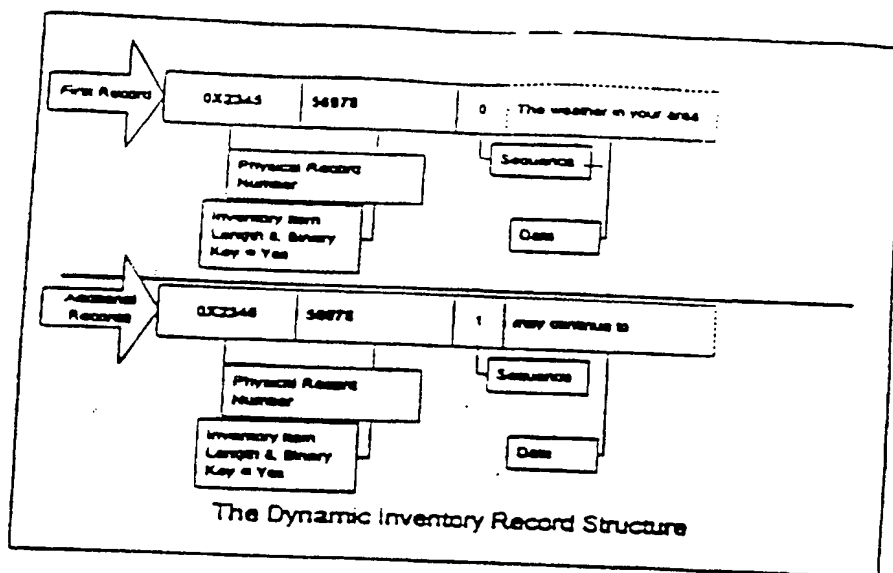 First Record
0X2345
56978
0
The weather in your area
Physical Record
Number
Sequence
Inventory Item
Length & Binary
Key = Yes
Data
Additional
Records
0X2346
56978
1
may continue to
Physical Record
Number
Sequence
Inventory Item
Length & Binary
Key = Yes
Data
The Dynamic Inventory Record Structure